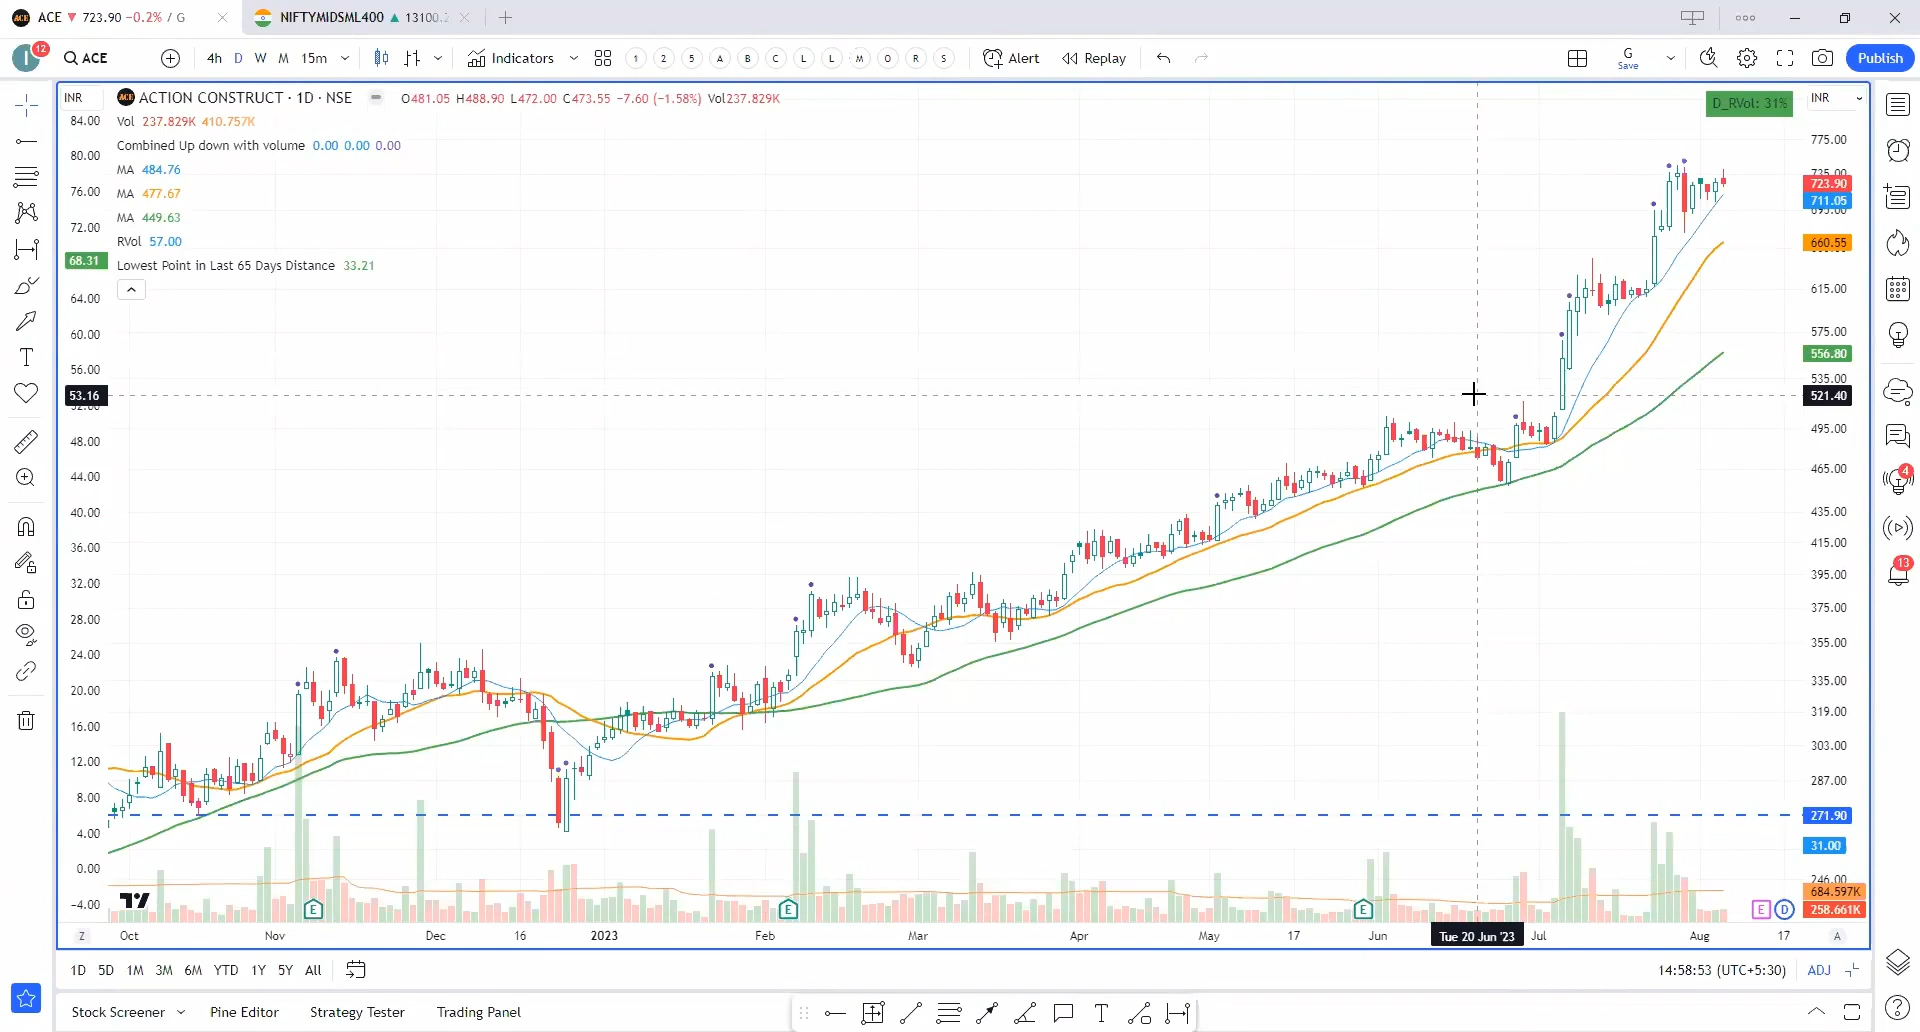 ACE ▼ 723.90 −0.2% / G
NIFTYMIDSML400 ▲ 13100.
12
ACE
4h D W M 15m
Indicators
1 2 5 A B C L L M O R S
Alert
Replay
G
Save
Publish
INR
ACE
ACTION CONSTRUCT · 1D · NSE
O481.05 H488.90 L472.00 C473.55 −7.60 (−1.58%) Vol237.829K
D_RVol: 31%
INR
Vol 237.829K 410.757K
Combined Up down with volume 0.00 0.00 0.00
MA 484.76
MA 477.67
MA 449.63
RVol 57.00
Lowest Point in Last 65 Days Distance 33.21
84.00
80.00
76.00
72.00
68.31
64.00
60.00
56.00
53.16
48.00
44.00
40.00
36.00
32.00
28.00
24.00
20.00
16.00
12.00
8.00
4.00
0.00
−4.00
775.00
725.00
723.90
711.05
695.00
660.55
615.00
575.00
556.80
535.00
521.40
495.00
465.00
435.00
415.00
395.00
375.00
355.00
335.00
319.00
303.00
287.00
271.90
31.00
246.00
684.597K
258.661K
4
13
E E E E D
Z Oct Nov Dec 16 2023 Feb Mar Apr May 17 Jun Tue 20 Jun '23 Jul Aug 17 A
1D 5D 1M 3M 6M YTD 1Y 5Y All
14:58:53 (UTC+5:30) ADJ
Stock Screener Pine Editor Strategy Tester Trading Panel